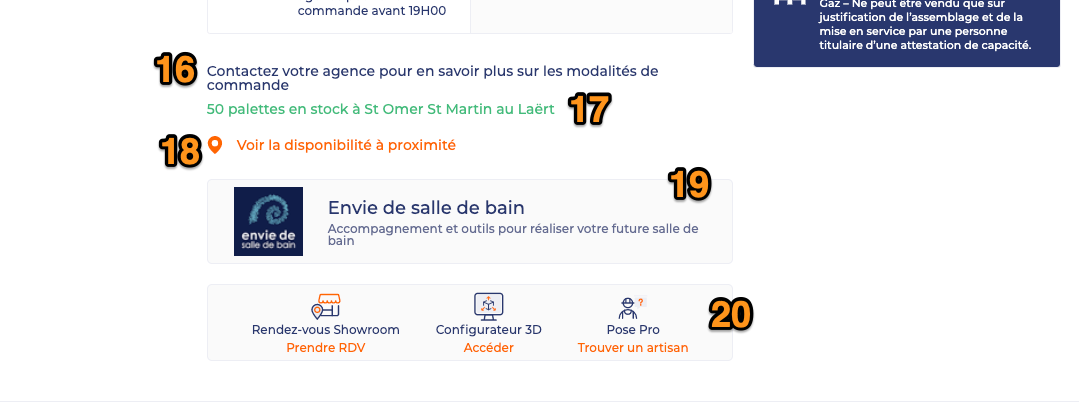 commande avant 19H00
Gaz – Ne peut être vendu que sur
justification de l'assemblage et de la
mise en service par une personne
titulaire d'une attestation de capacité.
16
Contactez votre agence pour en savoir plus sur les modalités de
commande
50 palettes en stock à St Omer St Martin au Laërt
17
18
Voir la disponibilité à proximité
19
envie de
salle de bain
Envie de salle de bain
Accompagnement et outils pour réaliser votre future salle de
bain
20
?
Rendez-vous Showroom
Prendre RDV
Configurateur 3D
Accéder
Pose Pro
Trouver un artisan